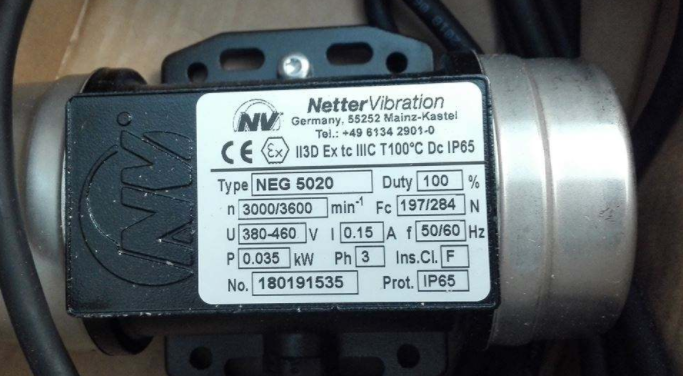 NV
NV
NetterVibration
Germany, 55252 Mainz-Kastel
Tel.: +49 6134 2901-0
CE Ex II3D Ex tc IIIC T100°C Dc IP65
Type NEG 5020 Duty 100 %
n 3000/3600 min⁻¹ Fc 197/284 N
U 380-460 V I 0.15 A f 50/60 Hz
P 0.035 kW Ph 3 Ins.Cl. F
No. 180191535 Prot. IP65